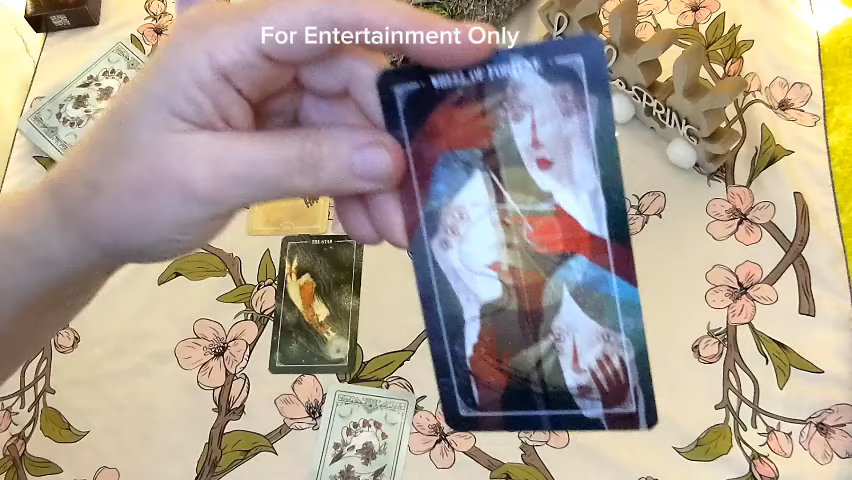 For Entertainment Only
WHEEL OF FORTUNE
SPRING
THE STAR